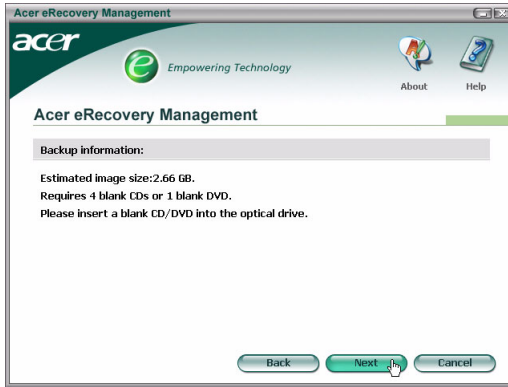 Acer eRecovery Management
acer
e Empowering Technology
About
Help
Acer eRecovery Management
Backup information:
Estimated image size:2.66 GB.
Requires 4 blank CDs or 1 blank DVD.
Please insert a blank CD/DVD into the optical drive.
Back
Next
Cancel